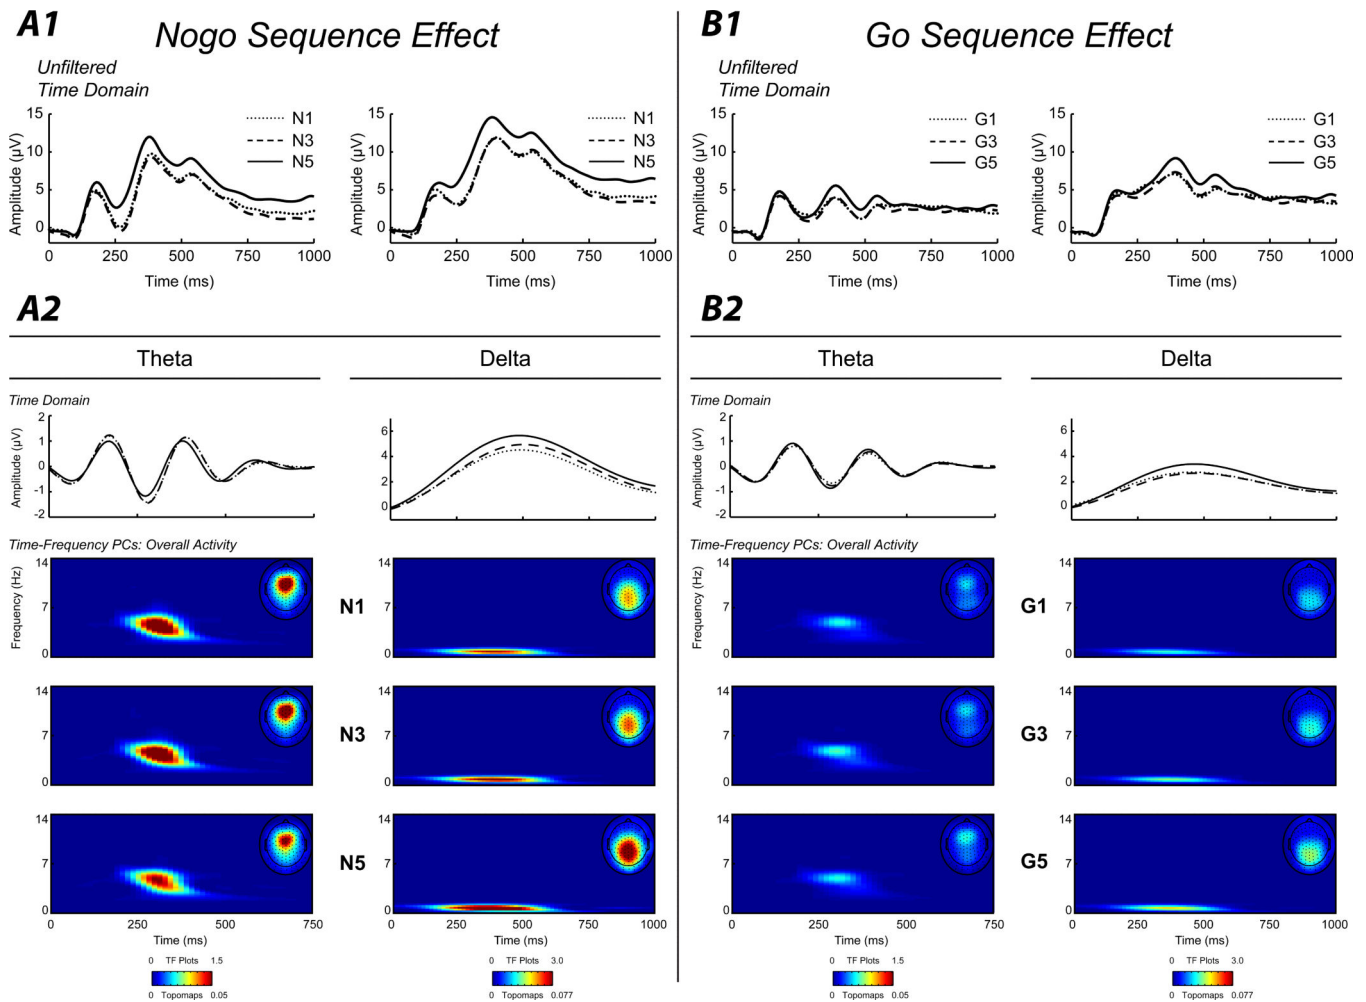 A1
Nogo Sequence Effect
Unfiltered
Time Domain
15
10
5
0
Amplitude (µV)
N1
N3
N5
0 250 500 750 1000
Time (ms)
15
10
5
0
Amplitude (µV)
N1
N3
N5
0 250 500 750 1000
Time (ms)
B1
Go Sequence Effect
Unfiltered
Time Domain
15
10
5
0
Amplitude (µV)
G1
G3
G5
0 250 500 750 1000
Time (ms)
15
10
5
0
Amplitude (µV)
G1
G3
G5
0 250 500 750 1000
Time (ms)
A2
Theta Delta
Time Domain
2
1
0
-1
-2
Amplitude (µV)
6
4
2
0
Time-Frequency PCs: Overall Activity
14
7
0
Frequency (Hz)
N1
14
7
0
14
7
0
N3
14
7
0
14
7
0
N5
14
7
0
0 250 500 750
Time (ms)
0 250 500 750 1000
Time (ms)
0 TF Plots 1.5
0 Topomaps 0.05
0 TF Plots 3.0
0 Topomaps 0.077
B2
Theta Delta
Time Domain
2
1
0
-1
-2
Amplitude (µV)
6
4
2
0
Time-Frequency PCs: Overall Activity
14
7
0
Frequency (Hz)
G1
14
7
0
14
7
0
G3
14
7
0
14
7
0
G5
14
7
0
0 250 500 750
Time (ms)
0 250 500 750 1000
Time (ms)
0 TF Plots 1.5
0 Topomaps 0.05
0 TF Plots 3.0
0 Topomaps 0.077